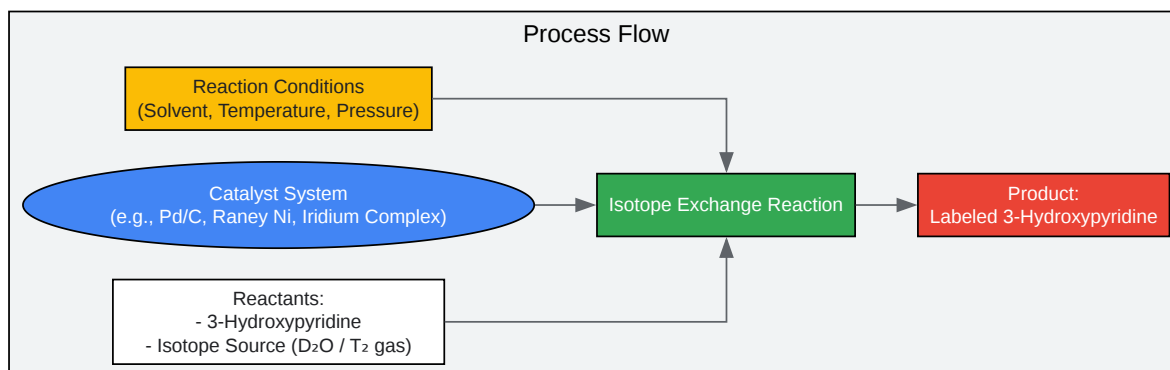 Process Flow
Reaction Conditions
(Solvent, Temperature, Pressure)
Catalyst System
(e.g., Pd/C, Raney Ni, Iridium Complex)
Isotope Exchange Reaction
Product:
Labeled 3-Hydroxypyridine
Reactants:
- 3-Hydroxypyridine
- Isotope Source (D₂O / T₂ gas)